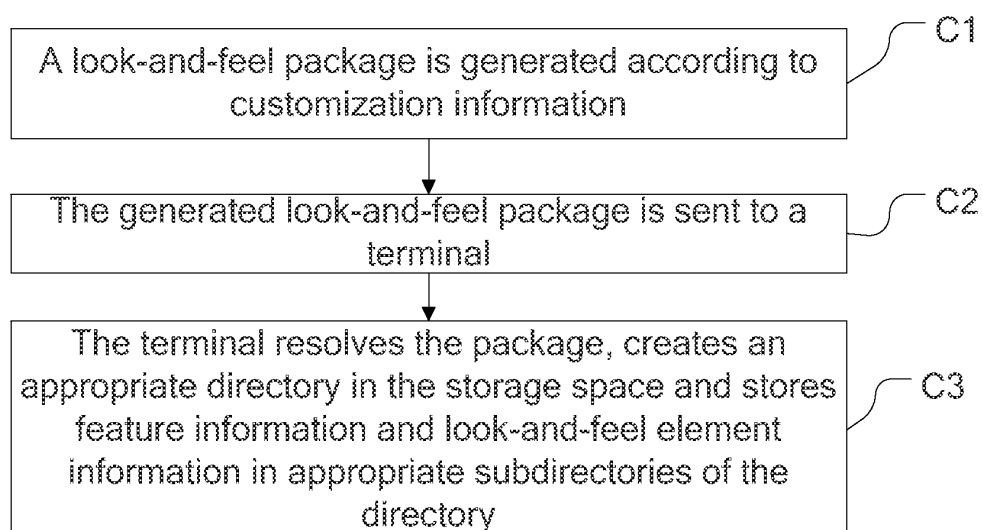 C1
A look-and-feel package is generated according to
customization information
C2
The generated look-and-feel package is sent to a
terminal
The terminal resolves the package, creates an
appropriate directory in the storage space and stores
feature information and look-and-feel element
information in appropriate subdirectories of the
directory
C3